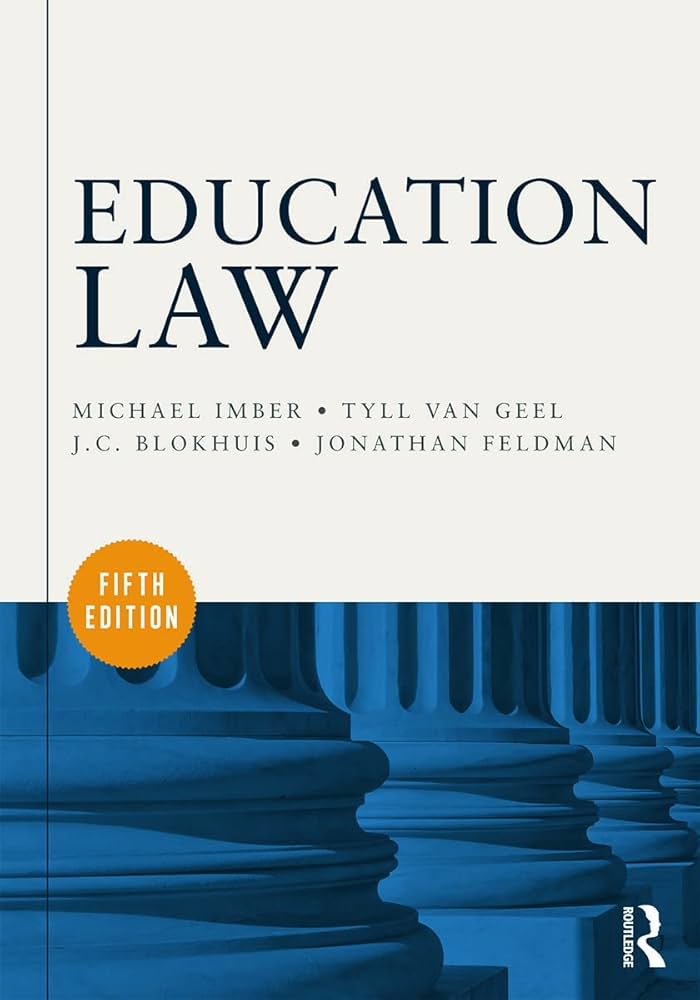 EDUCATION
LAW
MICHAEL IMBER • TYLL VAN GEEL
J.C. BLOKHUIS • JONATHAN FELDMAN
FIFTH
EDITION
ROUTLEDGE